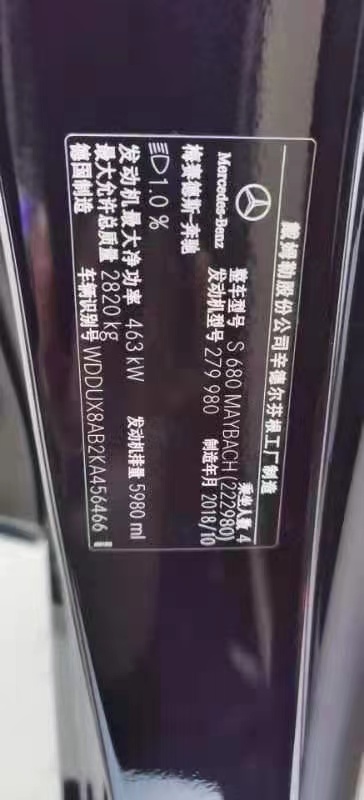 戴姆勒股份公司辛德尔芬根工厂制造
Mercedes-Benz
梅赛德斯-奔驰
乘坐人数 4
整车型号 S 680 MAYBACH (222980)
发动机型号 279 980 制造年月 2018/10
1.0 %
发动机最大净功率 463 kW 发动机排量 5980 ml
最大允许总质量 2820 kg
车辆识别号 WDDUX8AB2KA456466
德国制造